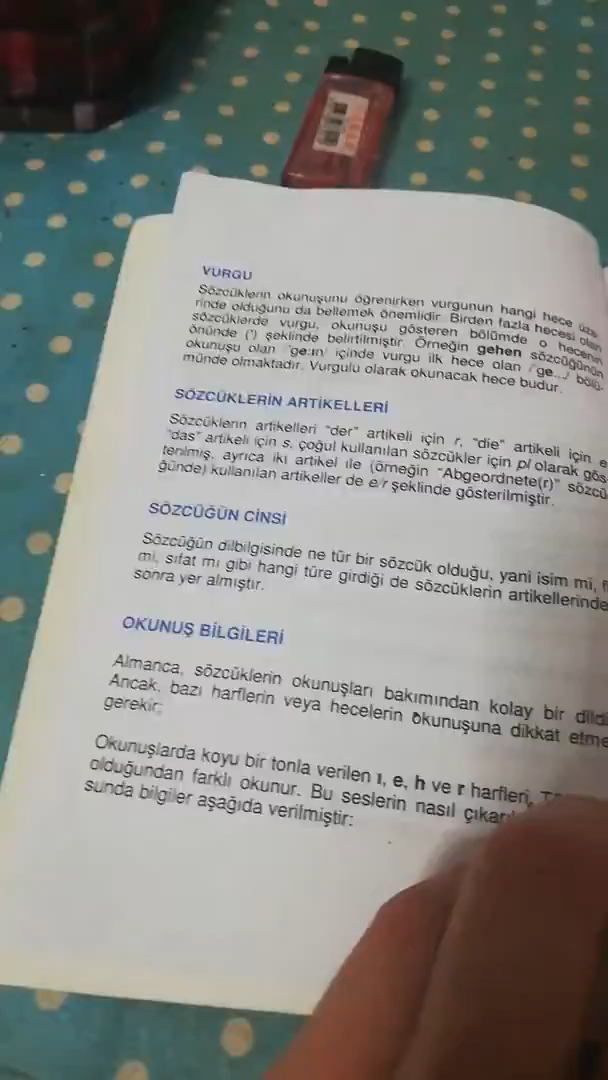 VURGU
Sözcüklerin okunuşunu öğrenirken vurgunun hangi hece üze-
rinde olduğunu da bellemek önemlidir. Birden fazla hecesi olan
sözcüklerde vurgu, okunuşu gösteren bölümde o hecenin
önünde (') şeklinde belirtilmiştir. Örneğin gehen sözcüğünün
okunuşu olan /'ge:ın/ içinde vurgu ilk hece olan /'ge.../ bölü-
münde olmaktadır. Vurgulu olarak okunacak hece budur.
SÖZCÜKLERİN ARTİKELLERİ
Sözcüklerin artikelleri "der" artikeli için r, "die" artikeli için e
"das" artikeli için s, çoğul kullanılan sözcükler için pl olarak gös-
terilmiş, ayrıca iki artikel ile (örneğin "Abgeordnete(r)" sözcü
ğünde) kullanılan artikeller de e/r şeklinde gösterilmiştir.
SÖZCÜĞÜN CİNSİ
Sözcüğün dilbilgisinde ne tür bir sözcük olduğu, yani isim mi, f
mi, sıfat mı gibi hangi türe girdiği de sözcüklerin artikellerinde
sonra yer almıştır.
OKUNUŞ BİLGİLERİ
Almanca, sözcüklerin okunuşları bakımından kolay bir dildi
Ancak, bazı harflerin veya hecelerin okunuşuna dikkat etme
gerekir;
Okunuşlarda koyu bir tonla verilen ı, e, h ve r harfleri,
olduğundan farklı okunur. Bu seslerin nasıl
sunda bilgiler aşağıda verilmiştir: